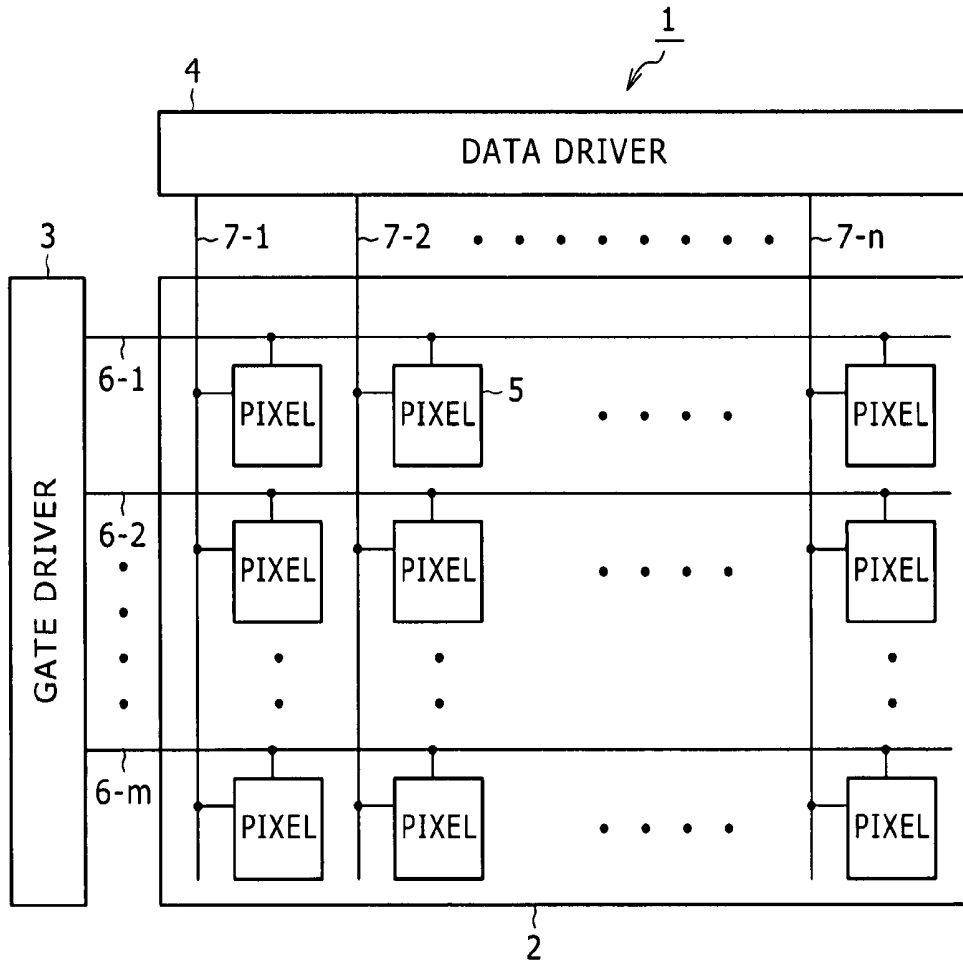 1
4
DATA DRIVER
3
7-1 7-2 7-n
6-1
PIXEL PIXEL 5 PIXEL
6-2
PIXEL PIXEL PIXEL
GATE DRIVER
6-m
PIXEL PIXEL PIXEL
2